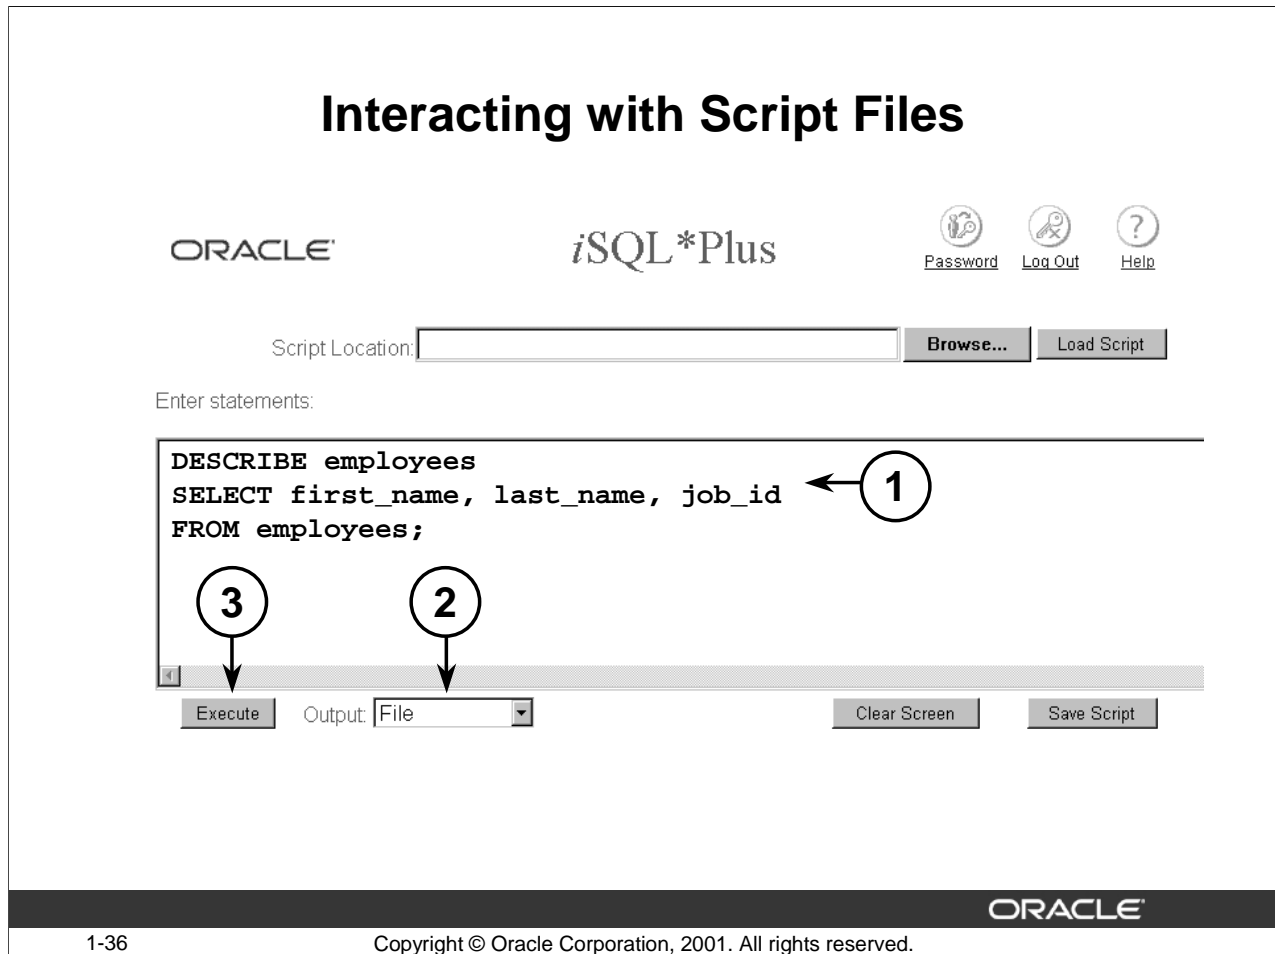 Interacting with Script Files
ORACLE
iSQL*Plus
Password Log Out Help
Script Location: Browse... Load Script
Enter statements:
DESCRIBE employees
SELECT first_name, last_name, job_id
FROM employees;
1
3 2
Execute Output: File Clear Screen Save Script
ORACLE
1-36 Copyright © Oracle Corporation, 2001. All rights reserved.